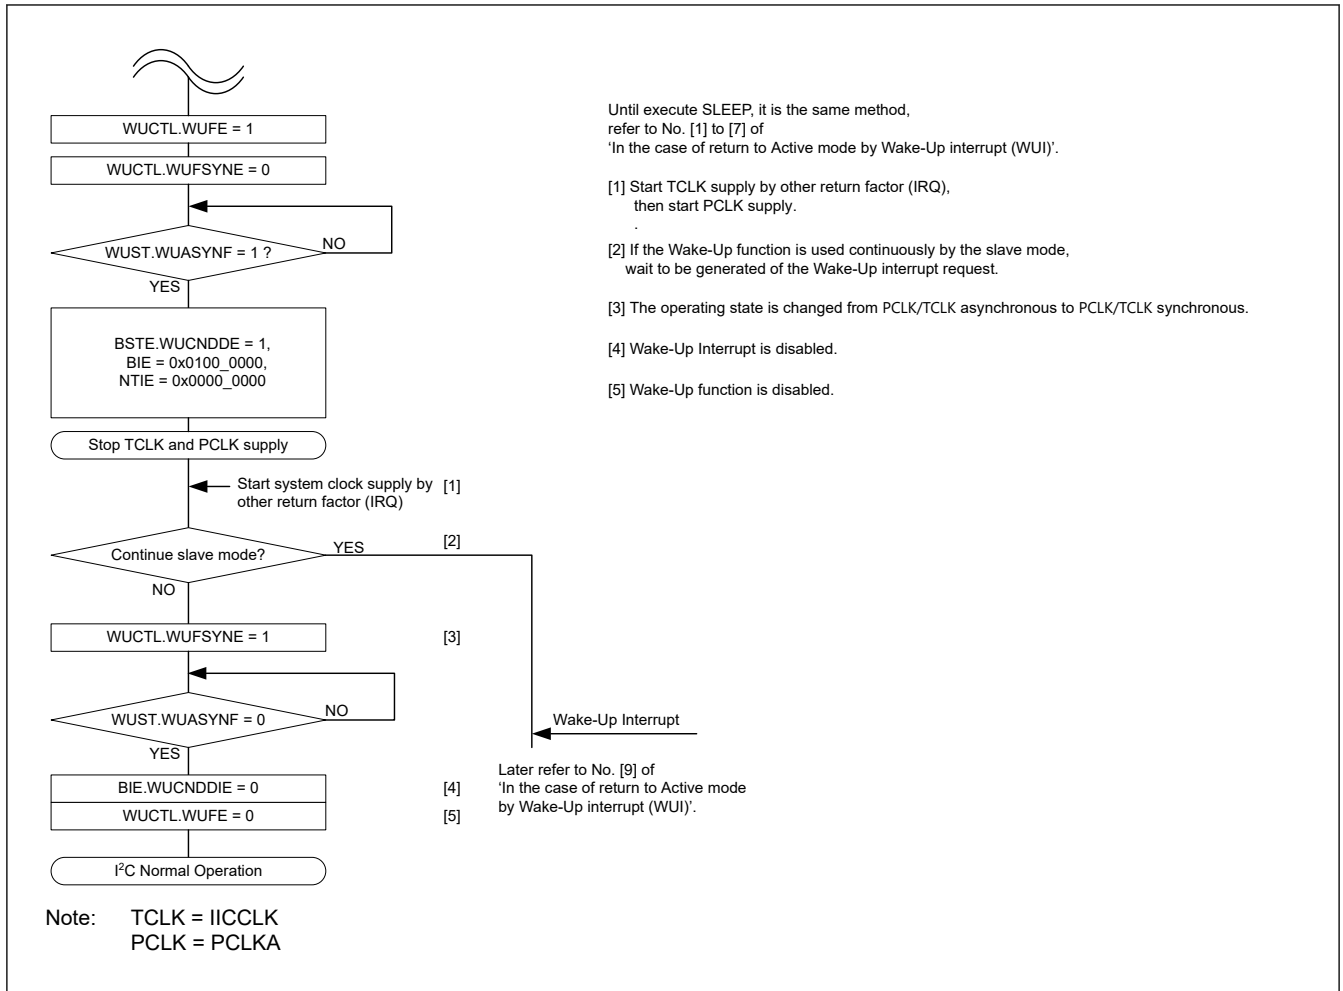 WUCTL.WUFE = 1
WUCTL.WUFSYNE = 0
WUST.WUASYNF = 1 ?
NO
YES
BSTE.WUCNDDE = 1,
BIE = 0x0100_0000,
NTIE = 0x0000_0000
Stop TCLK and PCLK supply
Start system clock supply by
other return factor (IRQ)
[1]
Continue slave mode?
YES
[2]
NO
WUCTL.WUFSYNE = 1
[3]
WUST.WUASYNF = 0
NO
YES
BIE.WUCNDDIE = 0
[4]
WUCTL.WUFE = 0
[5]
I²C Normal Operation
Wake-Up Interrupt
Later refer to No. [9] of
‘In the case of return to Active mode
by Wake-Up interrupt (WUI)’.
Until execute SLEEP, it is the same method,
refer to No. [1] to [7] of
‘In the case of return to Active mode by Wake-Up interrupt (WUI)’.
[1] Start TCLK supply by other return factor (IRQ),
then start PCLK supply.
.
[2] If the Wake-Up function is used continuously by the slave mode,
wait to be generated of the Wake-Up interrupt request.
[3] The operating state is changed from PCLK/TCLK asynchronous to PCLK/TCLK synchronous.
[4] Wake-Up Interrupt is disabled.
[5] Wake-Up function is disabled.
Note: TCLK = IICCLK
PCLK = PCLKA